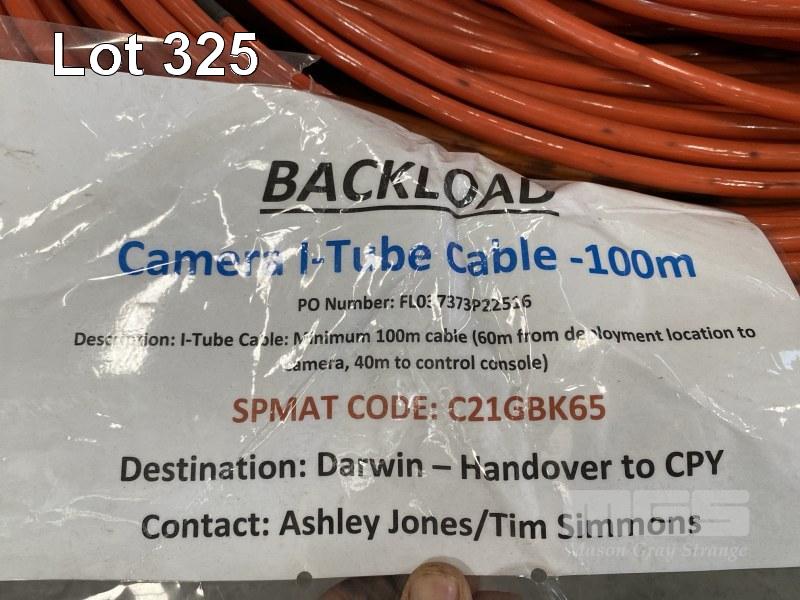 Lot 325
BACKLOAD
Camera I-Tube Cable -100m
PO Number: FL037373P22516
Description: I-Tube Cable: Minimum 100m cable (60m from deployment location to
camera, 40m to control console)
SPMAT CODE: C21GBK65
Destination: Darwin – Handover to CPY
Contact: Ashley Jones/Tim Simmons
MGS
Mason Gray Strange